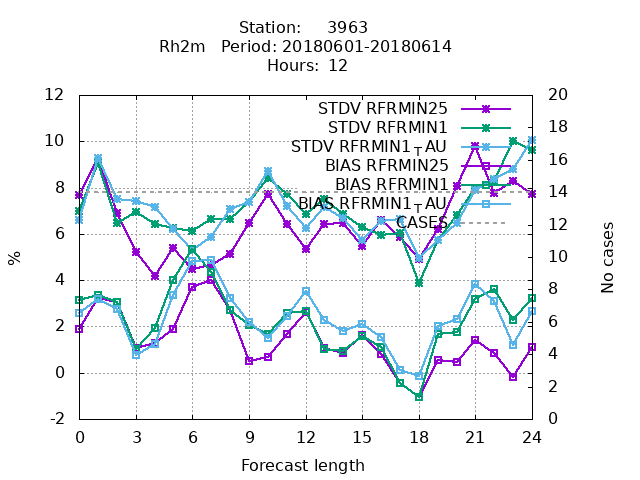 Station: 3963
Rh2m Period: 20180601-20180614
Hours: 12
12 20
STDV RFRMIN25
18
STDV RFRMIN1
10
STDV RFRMIN1TAU
16
BIAS RFRMIN25
8 14
BIAS RFRMIN1
BIAS RFRMIN1TAU
12
CASES
6
%
No cases
10
4
8
2 6
4
0
2
-2 0
0 3 6 9 12 15 18 21 24
Forecast length